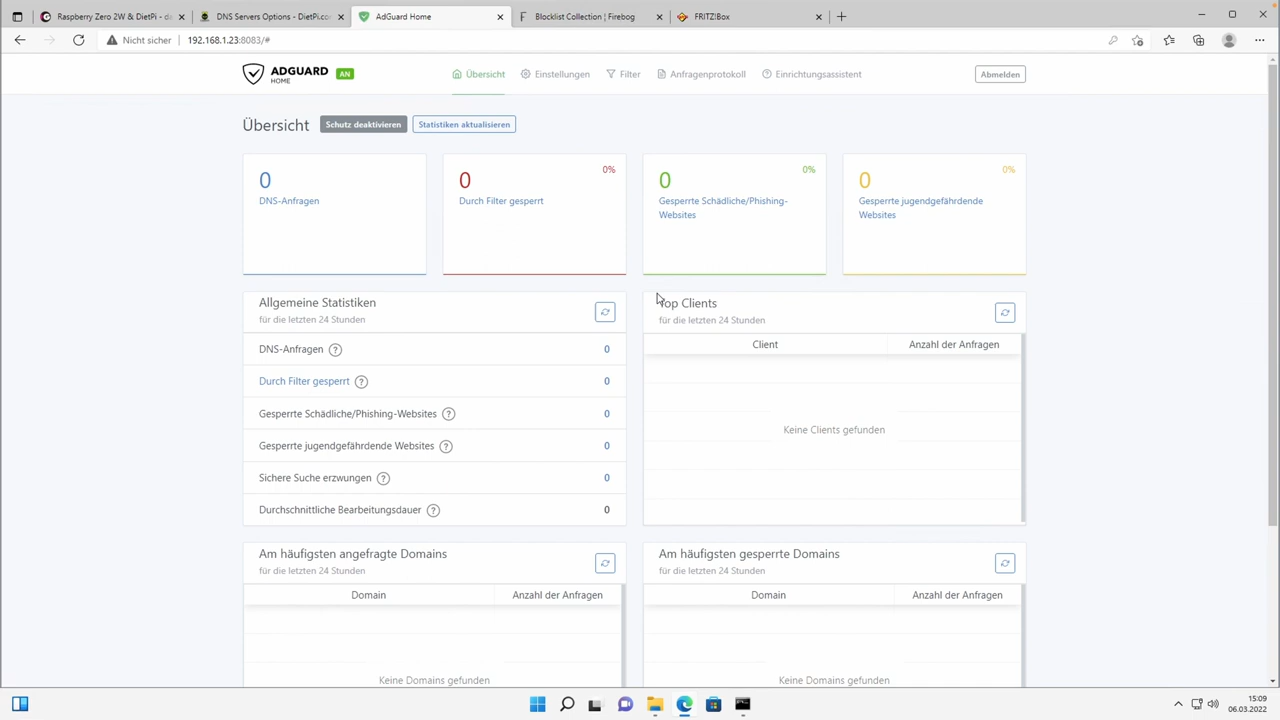 Raspberry Zero 2W & DietPi - da
DNS Servers Options - DietPi.co
AdGuard Home
Blocklist Collection | Firebog
FRITZ!Box
Nicht sicher
192.168.1.23:8083/#
ADGUARD
HOME
AN
Übersicht
Einstellungen
Filter
Anfragenprotokoll
Einrichtungsassistent
Abmelden
Übersicht
Schutz deaktivieren
Statistiken aktualisieren
0
DNS-Anfragen
0
0%
Durch Filter gesperrt
0
0%
Gesperrte Schädliche/Phishing-
Websites
0
0%
Gesperrte jugendgefährdende
Websites
Allgemeine Statistiken
für die letzten 24 Stunden
DNS-Anfragen ? 0
Durch Filter gesperrt ? 0
Gesperrte Schädliche/Phishing-Websites ? 0
Gesperrte jugendgefährdende Websites ? 0
Sichere Suche erzwungen ? 0
Durchschnittliche Bearbeitungsdauer ? 0
Top Clients
für die letzten 24 Stunden
Client Anzahl der Anfragen
Keine Clients gefunden
Am häufigsten angefragte Domains
für die letzten 24 Stunden
Domain Anzahl der Anfragen
Keine Domains gefunden
Am häufigsten gesperrte Domains
für die letzten 24 Stunden
Domain Anzahl der Anfragen
Keine Domains gefunden
15:09
06.03.2022